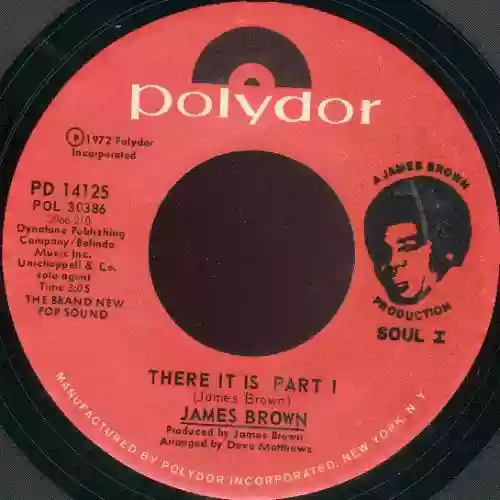 polydor
Ⓟ 1972 Polydor
Incorporated
PD 14125
POL 30386
2066 210
Dynatone Publishing
Company/Belinda
Music Inc.
Unichappell & Co.
sole agent
Time 3:05
THE BRAND NEW
POP SOUND
A JAMES BROWN
PRODUCTION
SOUL I
THERE IT IS PART I
(James Brown)
JAMES BROWN
Produced by James Brown
Arranged by Dave Matthews
MANUFACTURED BY POLYDOR INCORPORATED, NEW YORK, N.Y.